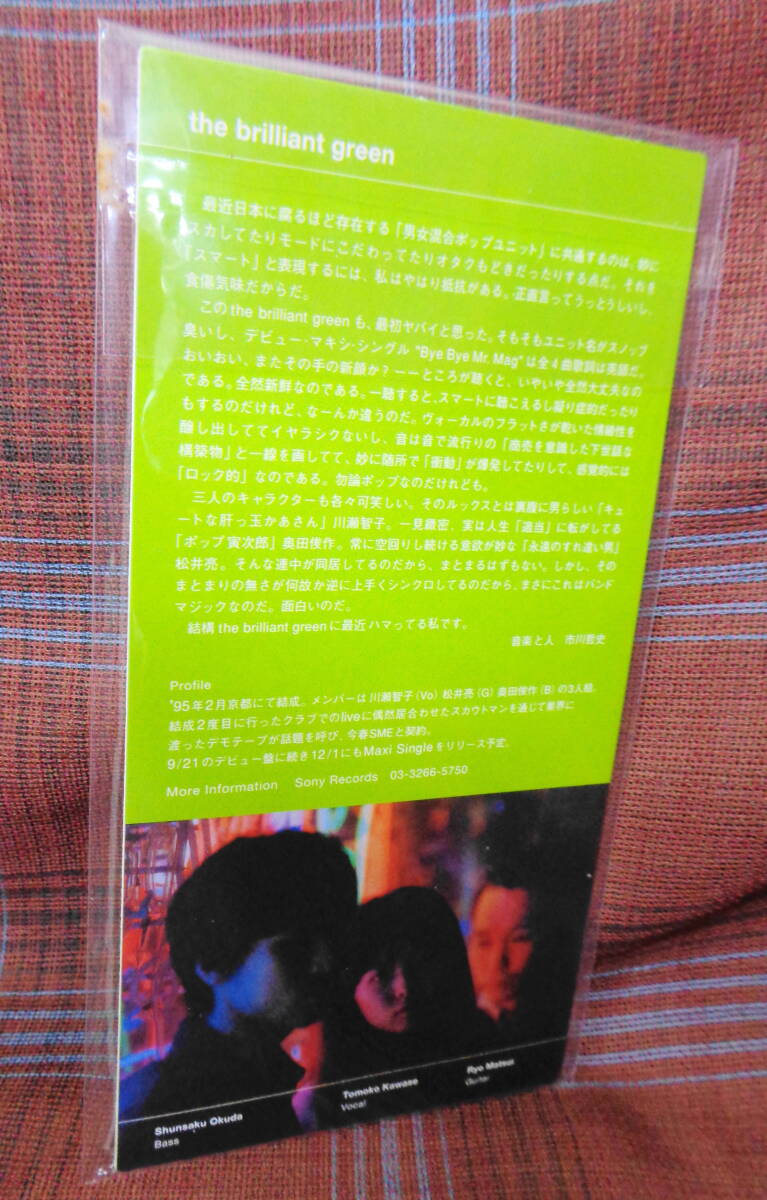 the brilliant green
最近日本に腐るほど存在する「男女混合ポップユニット」に共通するのは、妙に
スカしてたりモードにこだわってたりオタクもどきだったりする点だ。それを
「スマート」と表現するには、私はやはり抵抗がある。正直言ってうっとうしいし、
食傷気味だからだ。
このthe brilliant greenも、最初ヤバイと思った。そもそもユニット名がスノップ
臭いし、デビュー・マキシ・シングル"Bye Bye Mr. Mag"は全4曲歌詞は英語だ。
おいおい、またその手の新顔か？ーーところが聴くと、いやいや全然大丈夫なの
である。全然新鮮なのである。一聴すると、スマートに聴こえるし凝り症的だったり
もするのだけれど、なーんか違うのだ。ヴォーカルのフラットさが乾いた情緒性を
醸し出しててイヤラシクないし、音は音で流行りの「商売を意識した下世話な
構築物」と一線を画してて、妙に随所で「衝動」が爆発してたりして、感覚的には
「ロック的」なのである。勿論ポップなのだけれども。
三人のキャラクターも各々可笑しい。そのルックスとは裏腹に男らしい「キュ
ートな肝っ玉かあさん」川瀬智子。一見厳密、実は人生「適当」に転がしてる
「ポップ寅次郎」奥田俊作。常に空回りし続ける意欲が妙な「永遠のすれ違い男」
松井亮。そんな連中が同居してるのだから、まとまるはずもない。しかし、その
まとまりの無さが何故か逆に上手くシンクロしてるのだから、まさにこれはバンド
マジックなのだ。面白いのだ。
結構the brilliant greenに最近ハマってる私です。
音楽と人 市川哲史
Profile
'95年2月京都にて結成。メンバーは川瀬智子(Vo)松井亮(G)奥田俊作(B)の3人組。
結成2度目に行ったクラブでのliveに偶然居合わせたスカウトマンを通じて業界に
渡ったデモテープが話題を呼び、今春SMEと契約。
9/21のデビュー盤に続き12/1にもMaxi Singleをリリース予定。
More Information Sony Records 03-3266-5750
Shunsaku Okuda
Bass
Tomoko Kawase
Vocal
Ryo Matsui
Guitar